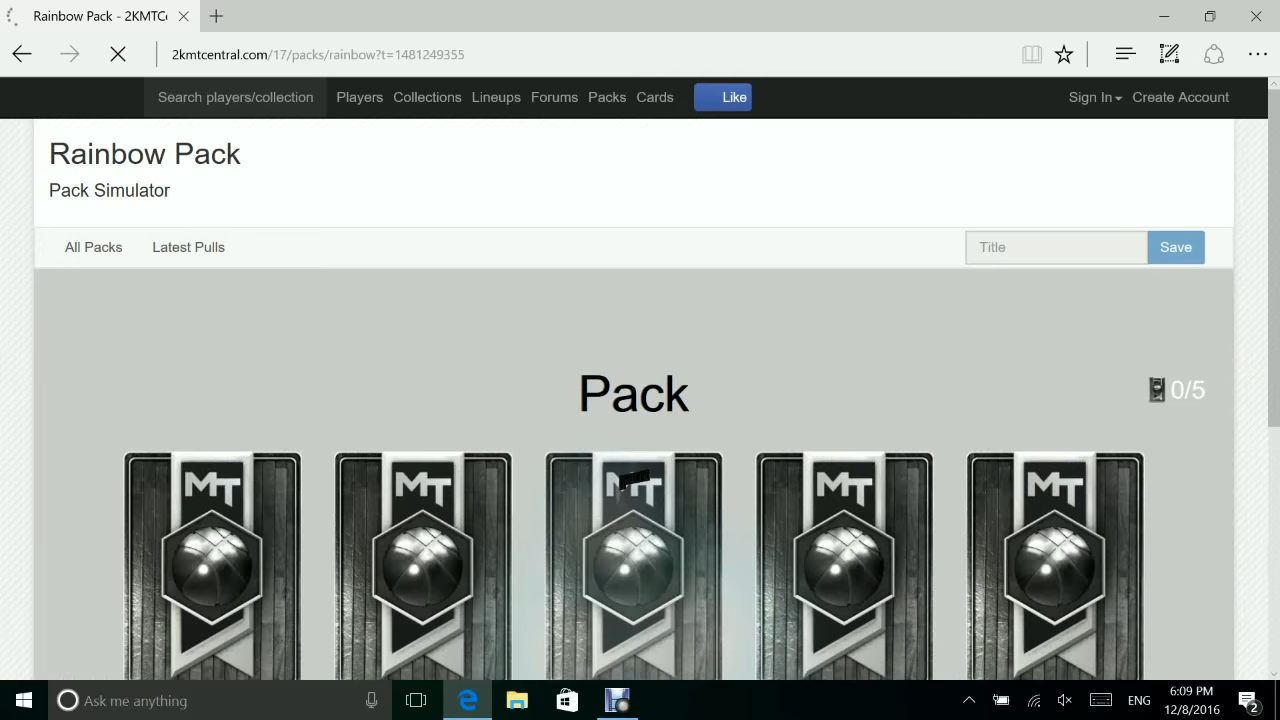 Rainbow Pack - 2KMTC
2kmtcentral.com/17/packs/rainbow?t=1481249355
Search players/collection Players Collections Lineups Forums Packs Cards Like Sign In Create Account
Rainbow Pack
Pack Simulator
All Packs Latest Pulls Title Save
Pack
0/5
MT MT MT MT MT
Ask me anything
ENG
6:09 PM
12/8/2016
2